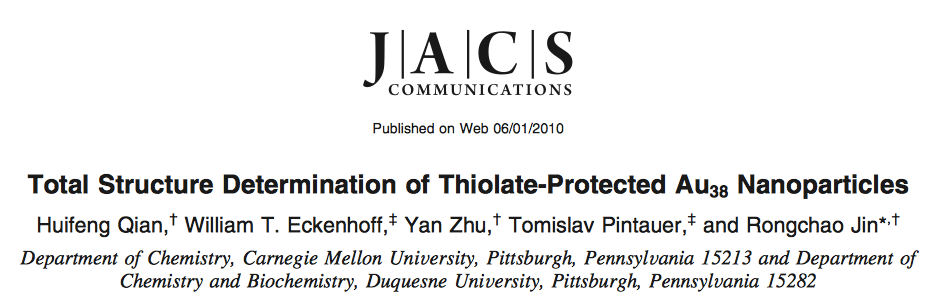 J|A|C|S
COMMUNICATIONS
Published on Web 06/01/2010
Total Structure Determination of Thiolate-Protected Au38 Nanoparticles
Huifeng Qian,† William T. Eckenhoff,‡ Yan Zhu,† Tomislav Pintauer,‡ and Rongchao Jin*,†
Department of Chemistry, Carnegie Mellon University, Pittsburgh, Pennsylvania 15213 and Department of
Chemistry and Biochemistry, Duquesne University, Pittsburgh, Pennsylvania 15282